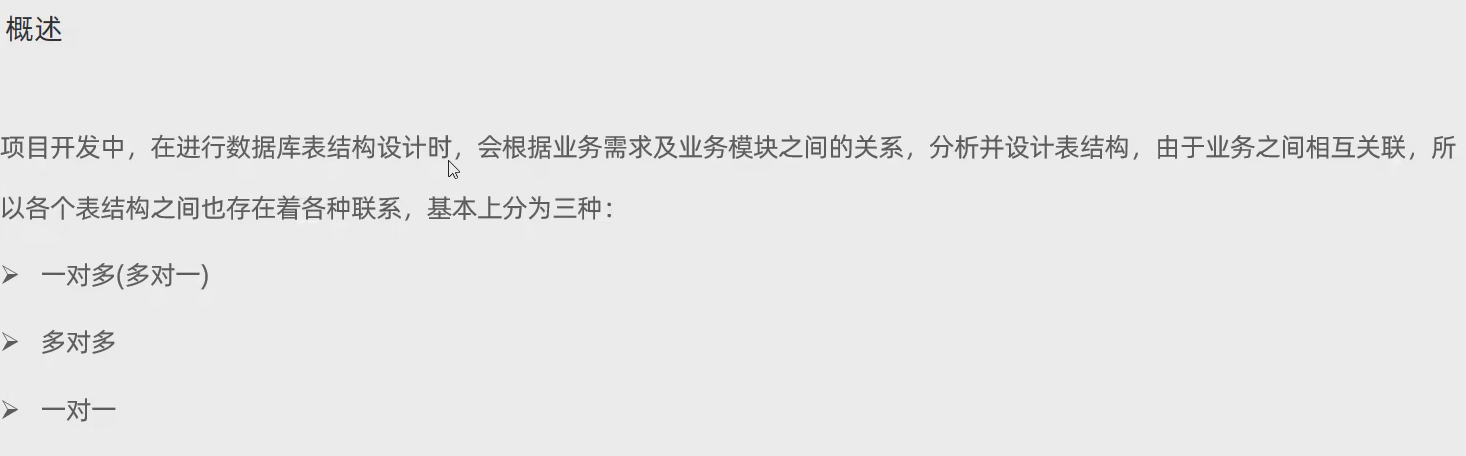 概述
项目开发中，在进行数据库表结构设计时，会根据业务需求及业务模块之间的关系，分析并设计表结构，由于业务之间相互关联，所
以各个表结构之间也存在着各种联系，基本上分为三种：
➢ 一对多(多对一)
➢ 多对多
➢ 一对一